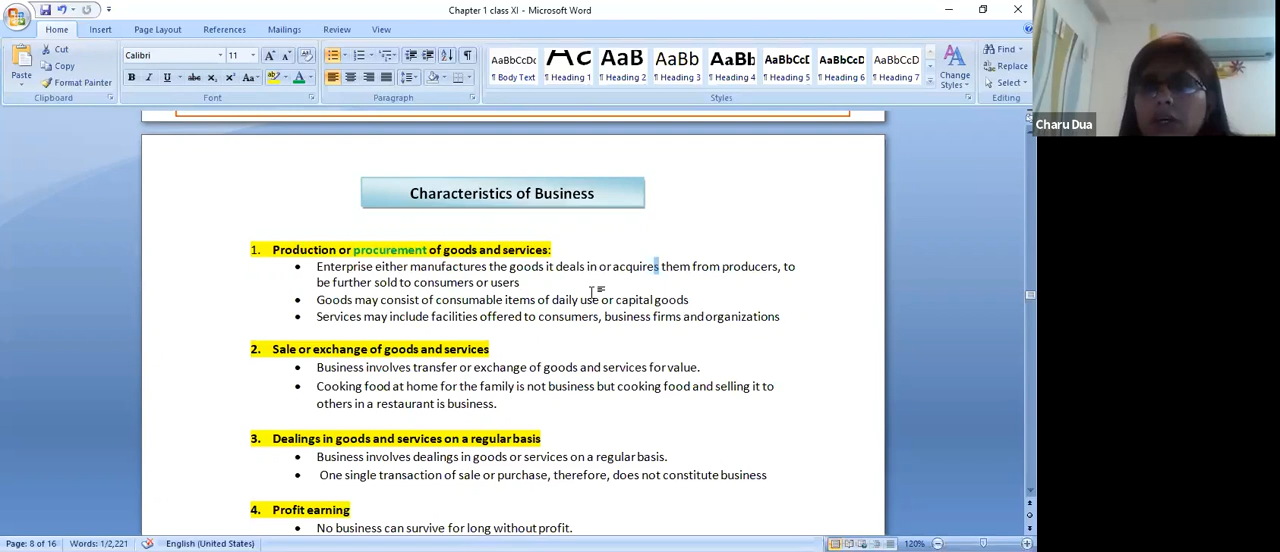 Chapter 1 class XI - Microsoft Word
Home Insert Page Layout References Mailings Review View
Cut
Copy
Format Painter
Paste
Clipboard
Calibri 11
B I U abc x₂ x² Aa
Font
Paragraph
AaBbCcDc AaBb AaBb AaBbCcI AaBbCcI AaBbCcI AaBbCcI
¶ Body Text ¶ Heading 1 ¶ Heading 2 ¶ Heading 3 ¶ Heading 4 ¶ Heading 5 ¶ Heading 6 ¶ Heading 7
Styles
Change
Styles
Find
Replace
Select
Editing
Charu Dua
Characteristics of Business
1. Production or procurement of goods and services:
• Enterprise either manufactures the goods it deals in or acquires them from producers, to
be further sold to consumers or users
• Goods may consist of consumable items of daily use or capital goods
• Services may include facilities offered to consumers, business firms and organizations
2. Sale or exchange of goods and services
• Business involves transfer or exchange of goods and services for value.
• Cooking food at home for the family is not business but cooking food and selling it to
others in a restaurant is business.
3. Dealings in goods and services on a regular basis
• Business involves dealings in goods or services on a regular basis.
• One single transaction of sale or purchase, therefore, does not constitute business
4. Profit earning
• No business can survive for long without profit.
Page: 8 of 16 Words: 1/2,221 English (United States) 120%